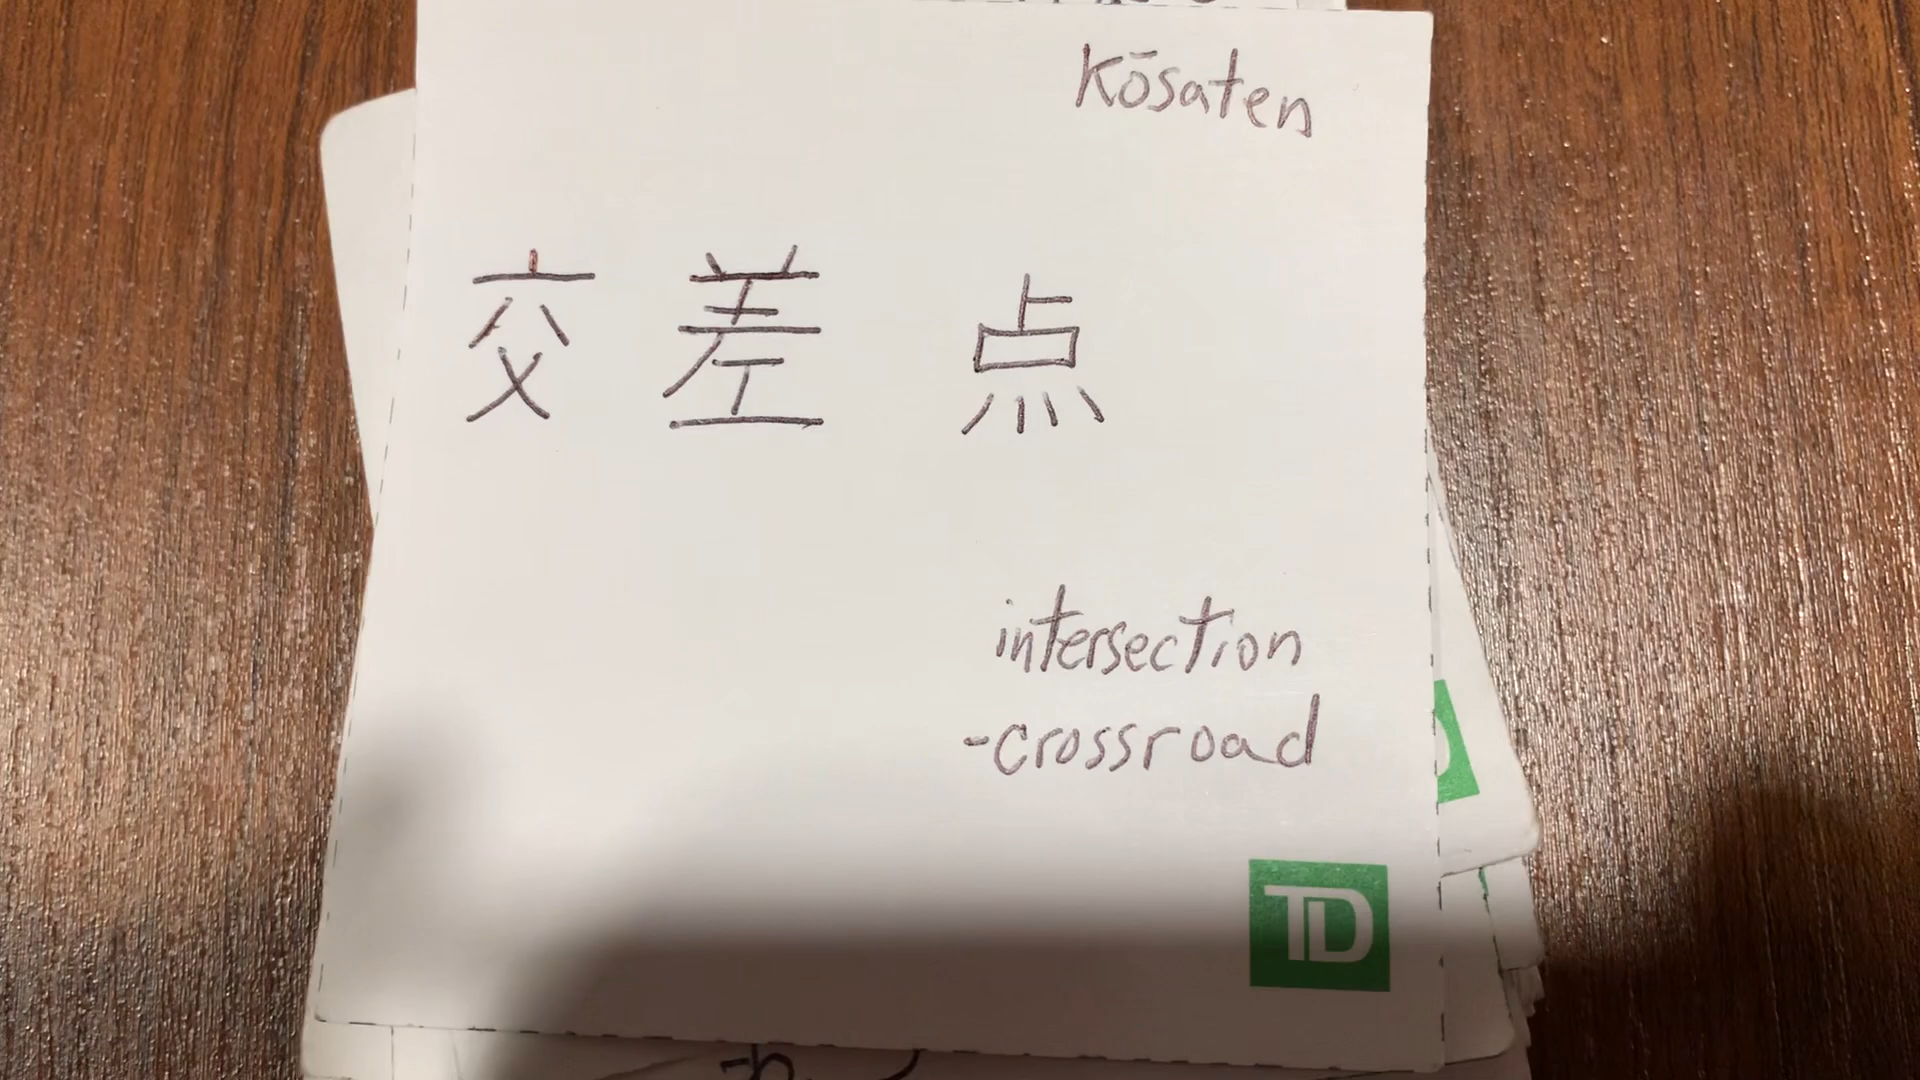 Kōsaten
交差点
intersection
-crossroad
TD